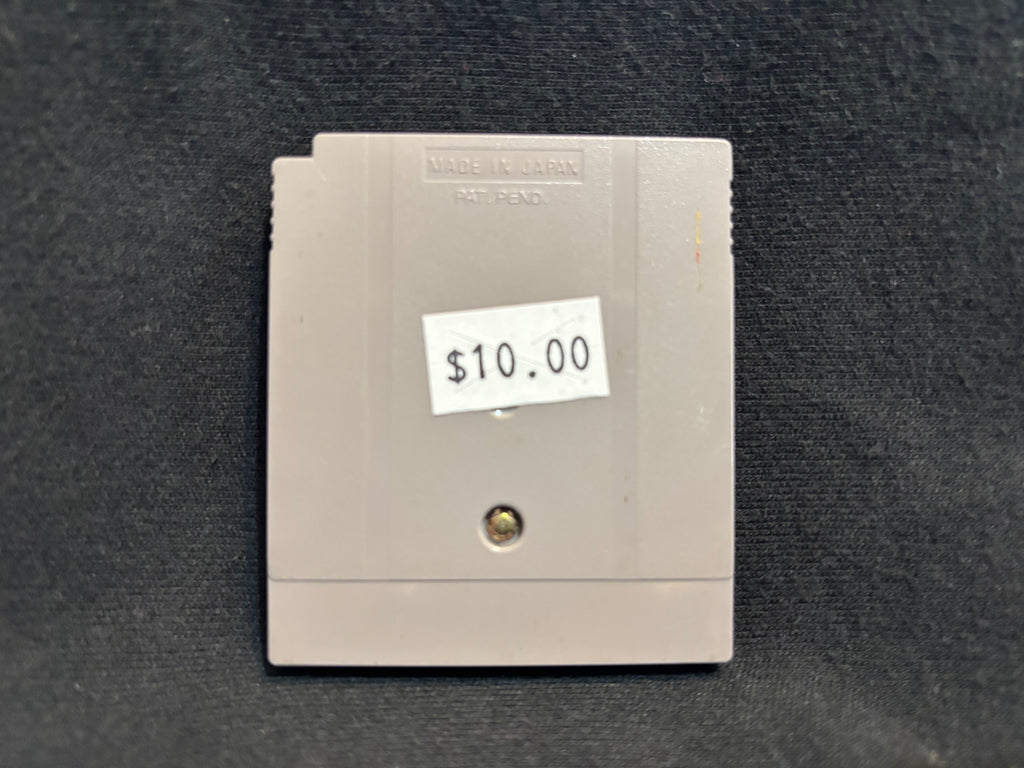 MADE IN JAPAN
PAT. PEND.
$10.00